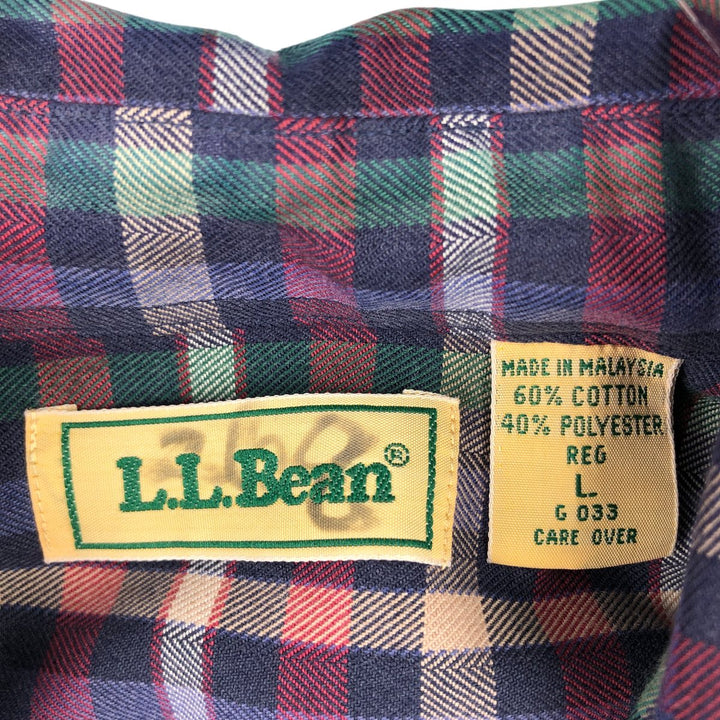 L.L.Bean®
MADE IN MALAYSIA
60% COTTON
40% POLYESTER
REG
L
G 033
CARE OVER